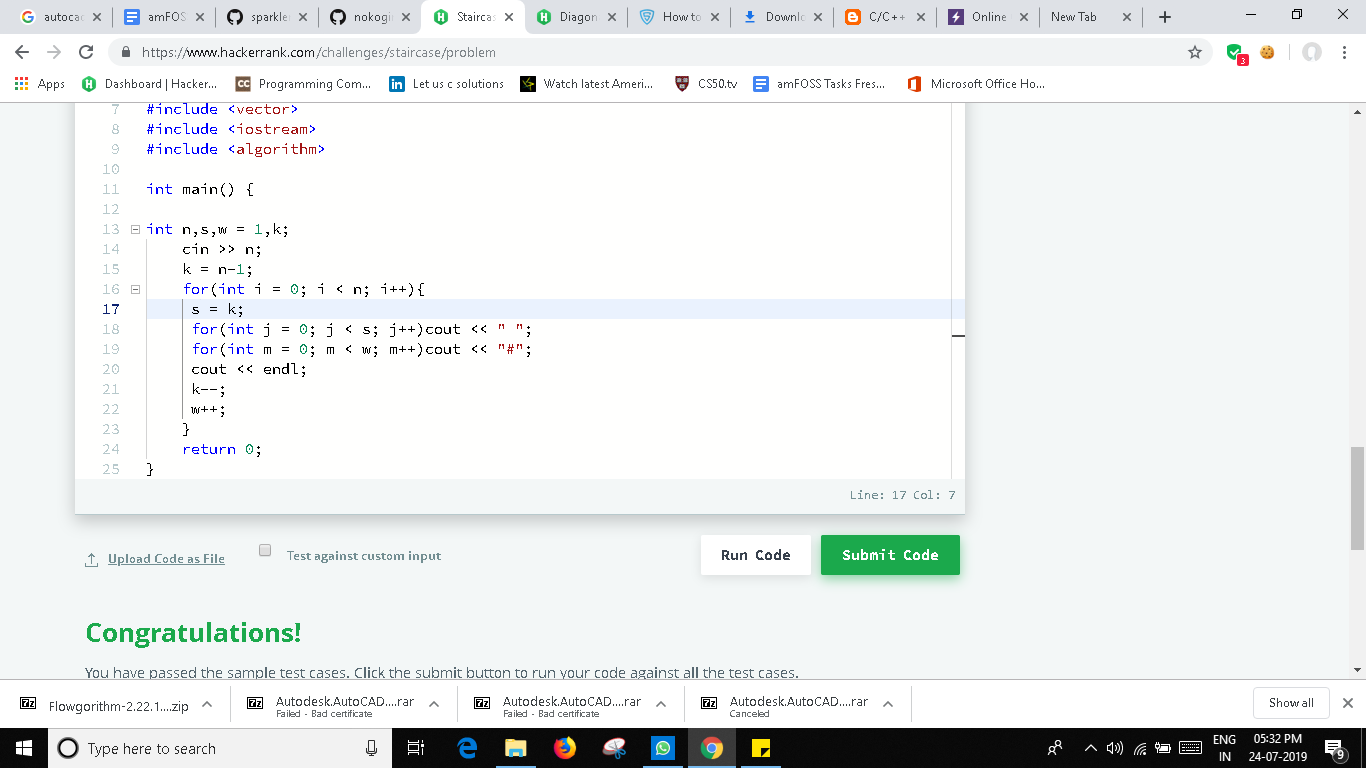 autocad
amFOSS
sparkle
nokogi
Staircas
Diagon
How to
Downlo
C/C++
Online
New Tab
https://www.hackerrank.com/challenges/staircase/problem
3
Apps
Dashboard | Hacker...
CC
Programming Com...
Let us c solutions
Watch latest Ameri...
CS50.tv
amFOSS Tasks Fres...
Microsoft Office Ho...
7 #include <vector>
8 #include <iostream>
9 #include <algorithm>
10
11 int main() {
12
13 int n,s,w = 1,k;
14 cin >> n;
15 k = n-1;
16 for(int i = 0; i < n; i++){
17 s = k;
18 for(int j = 0; j < s; j++)cout << " ";
19 for(int m = 0; m < w; m++)cout << "#";
20 cout << endl;
21 k--;
22 w++;
23 }
24 return 0;
25 }
Line: 17 Col: 7
Upload Code as File
Test against custom input
Run Code
Submit Code
Congratulations!
You have passed the sample test cases. Click the submit button to run your code against all the test cases.
Flowgorithm-2.22.1....zip
Autodesk.AutoCAD....rar
Failed - Bad certificate
Autodesk.AutoCAD....rar
Failed - Bad certificate
Autodesk.AutoCAD....rar
Canceled
Show all
Type here to search
ENG
IN
05:32 PM
24-07-2019
9